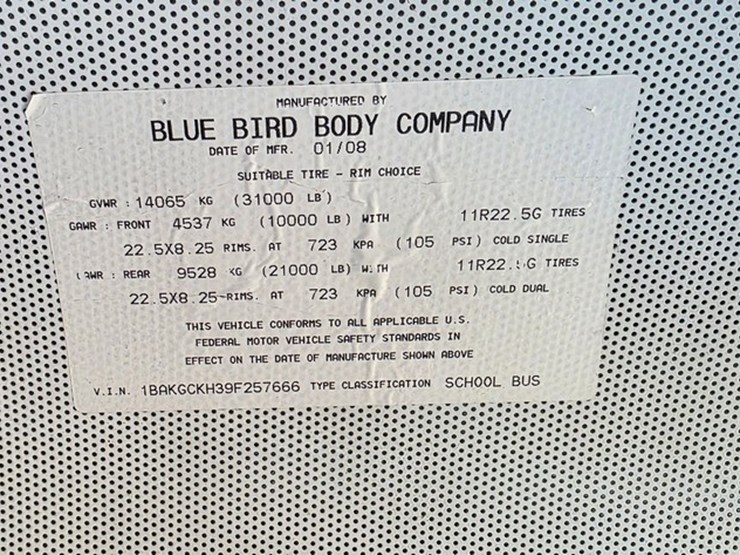 MANUFACTURED BY
BLUE BIRD BODY COMPANY
DATE OF MFR. 01/08
SUITABLE TIRE - RIM CHOICE
GVWR : 14065 KG (31000 LB)
GAWR : FRONT 4537 KG (10000 LB) WITH 11R22.5G TIRES
22.5X8.25 RIMS. AT 723 KPA (105 PSI) COLD SINGLE
GAWR : REAR 9528 KG (21000 LB) WITH 11R22.5G TIRES
22.5X8.25 RIMS. AT 723 KPA (105 PSI) COLD DUAL
THIS VEHICLE CONFORMS TO ALL APPLICABLE U.S.
FEDERAL MOTOR VEHICLE SAFETY STANDARDS IN
EFFECT ON THE DATE OF MANUFACTURE SHOWN ABOVE
V.I.N. 1BAKGCKH39F257666 TYPE CLASSIFICATION SCHOOL BUS